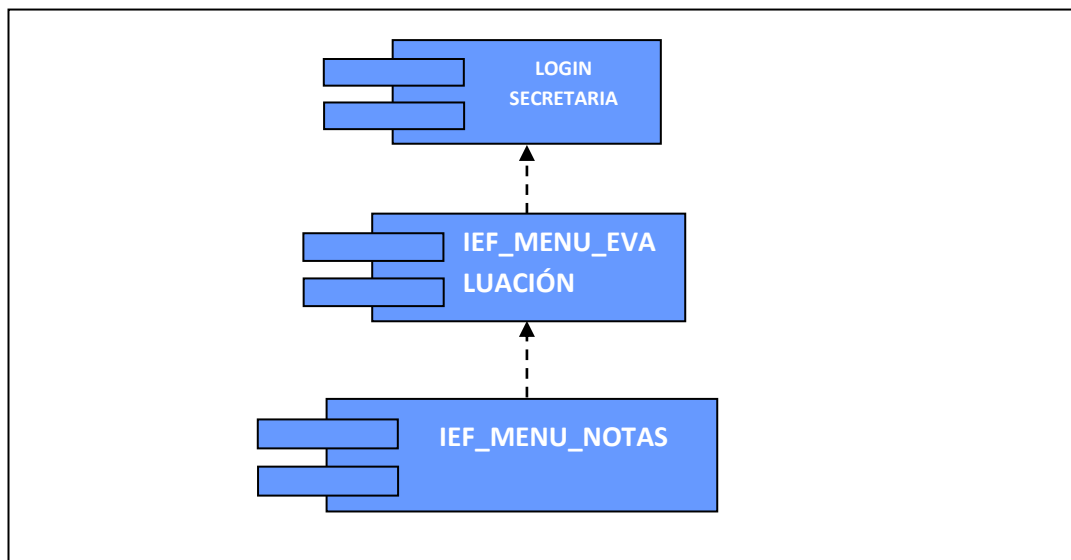 LOGIN
SECRETARIA
IEF_MENU_EVA
LUACIÓN
IEF_MENU_NOTAS